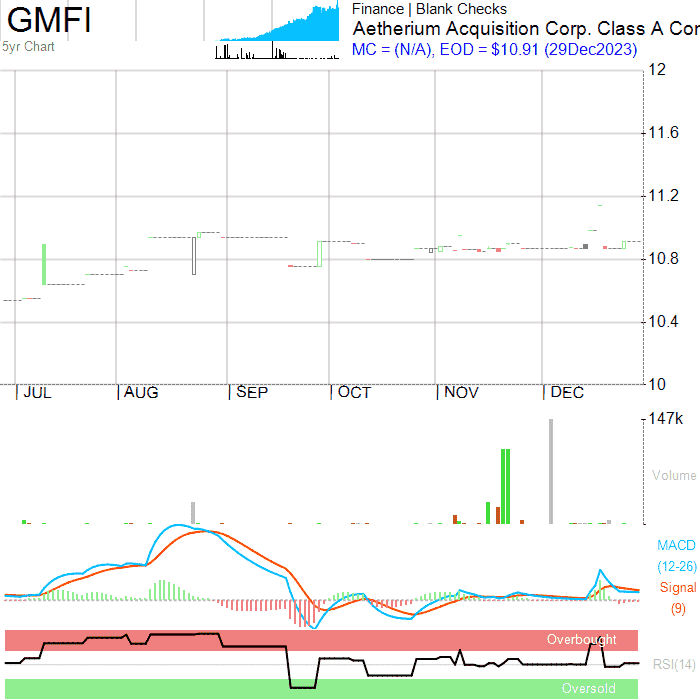 GMFI
5yr Chart
Finance | Blank Checks
Aetherium Acquisition Corp. Class A Cor
MC = (N/A), EOD = $10.91 (29Dec2023)
12
11.6
11.2
10.8
10.4
10
JUL AUG SEP OCT NOV DEC
147k
Volume
MACD
(12-26)
Signal
(9)
Overbought
RSI(14)
Oversold